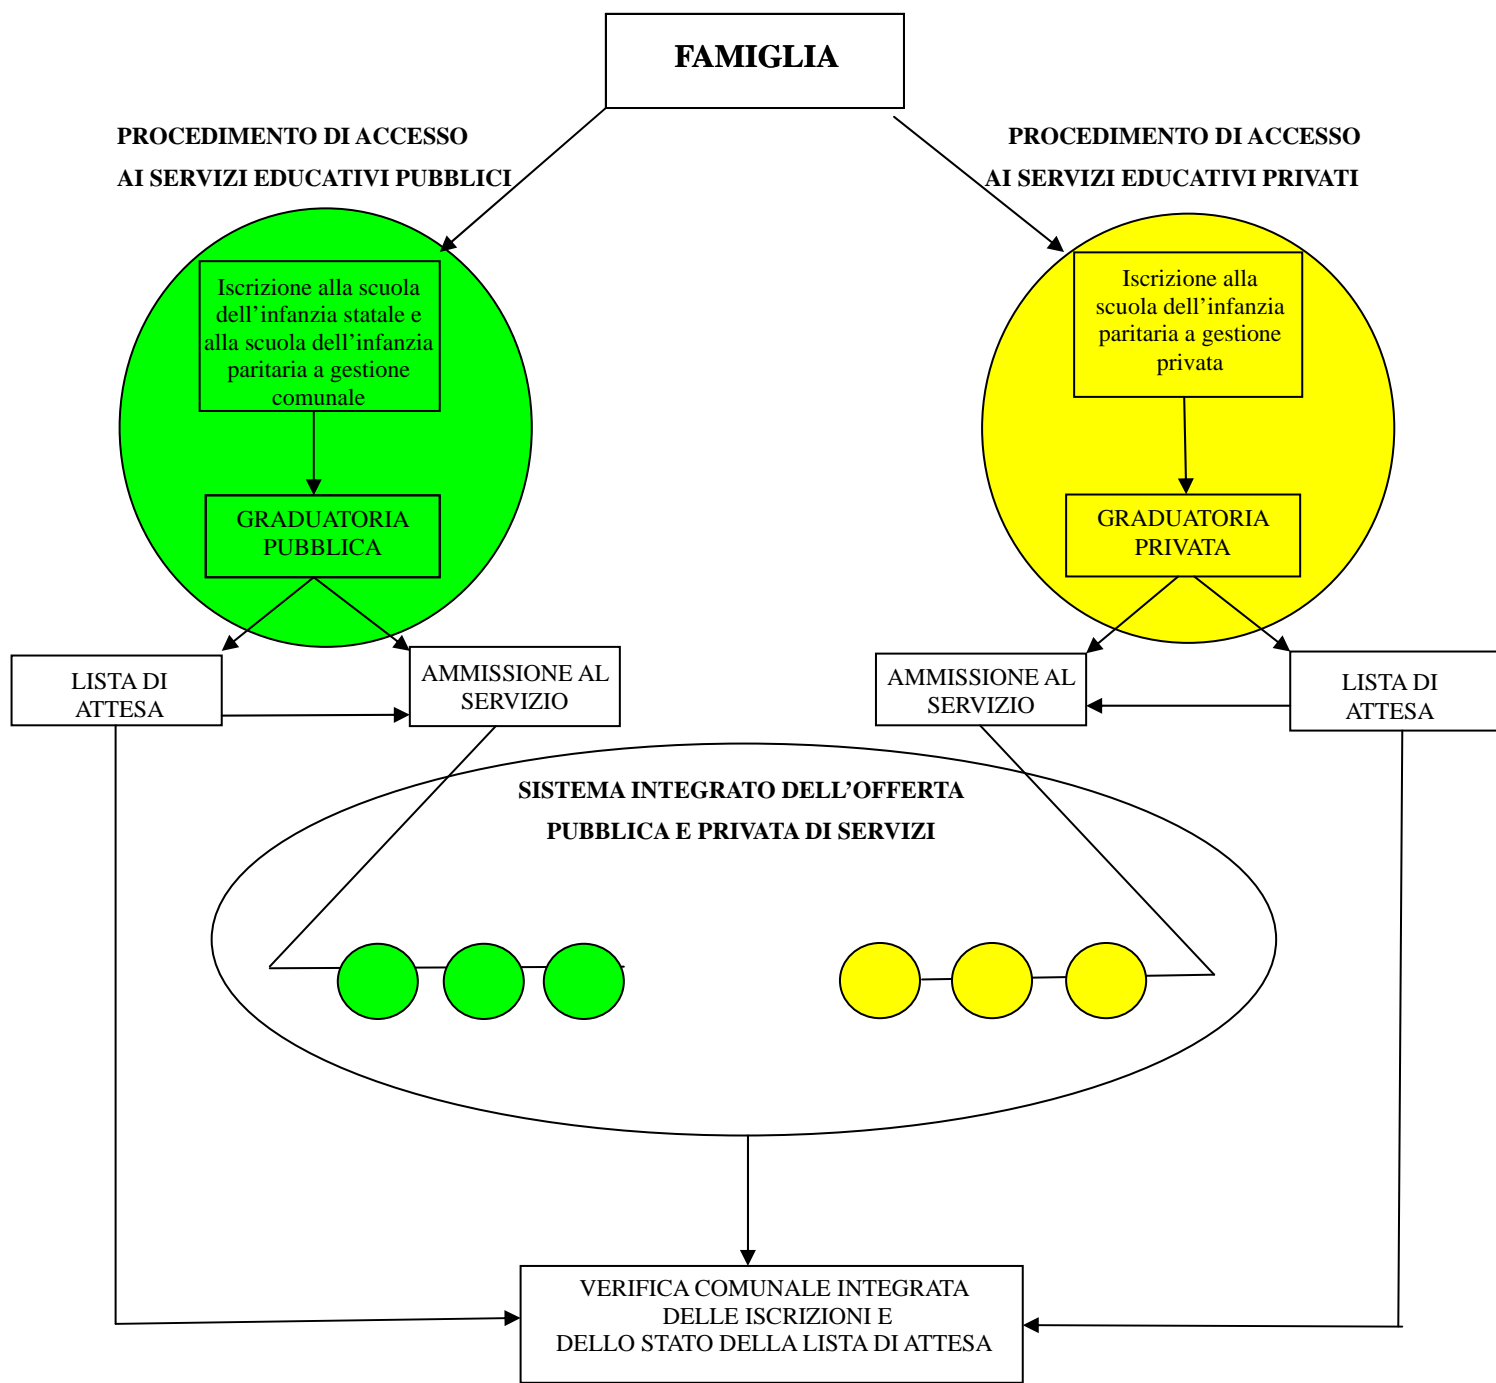 FAMIGLIA
PROCEDIMENTO DI ACCESSO
AI SERVIZI EDUCATIVI PUBBLICI
PROCEDIMENTO DI ACCESSO
AI SERVIZI EDUCATIVI PRIVATI
Iscrizione alla scuola
dell’infanzia statale e
alla scuola dell’infanzia
paritaria a gestione
comunale
Iscrizione alla
scuola dell’infanzia
paritaria a gestione
privata
GRADUATORIA
PUBBLICA
GRADUATORIA
PRIVATA
LISTA DI
ATTESA
AMMISSIONE AL
SERVIZIO
AMMISSIONE AL
SERVIZIO
LISTA DI
ATTESA
SISTEMA INTEGRATO DELL’OFFERTA
PUBBLICA E PRIVATA DI SERVIZI
VERIFICA COMUNALE INTEGRATA
DELLE ISCRIZIONI E
DELLO STATO DELLA LISTA DI ATTESA